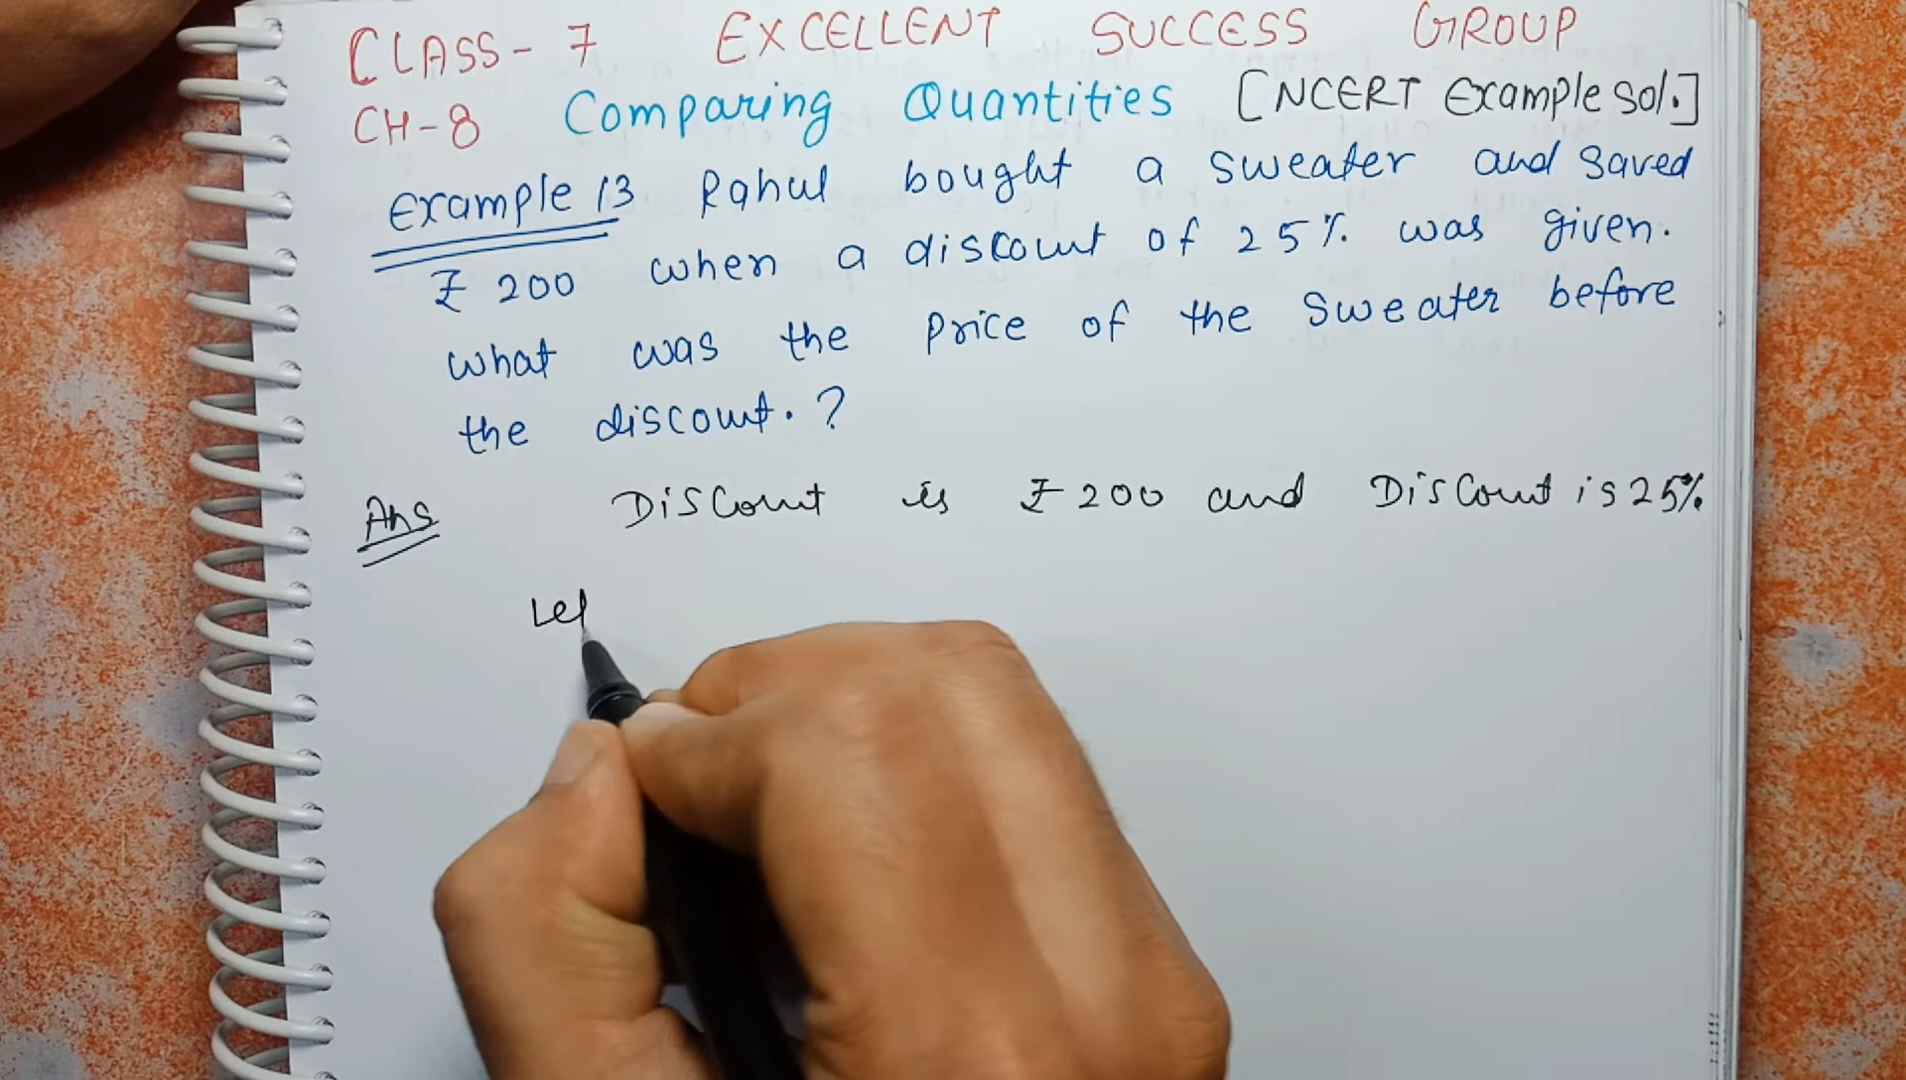 CLASS-7 EXCELLENT SUCCESS GROUP
CH-8 Comparing Quantities [NCERT Example sol.]
Example 13 Rahul bought a sweater and saved
₹ 200 when a discount of 25% was given.
what was the price of the sweater before
the discount.?
Ans Discount is ₹ 200 and Discount is 25%
Let